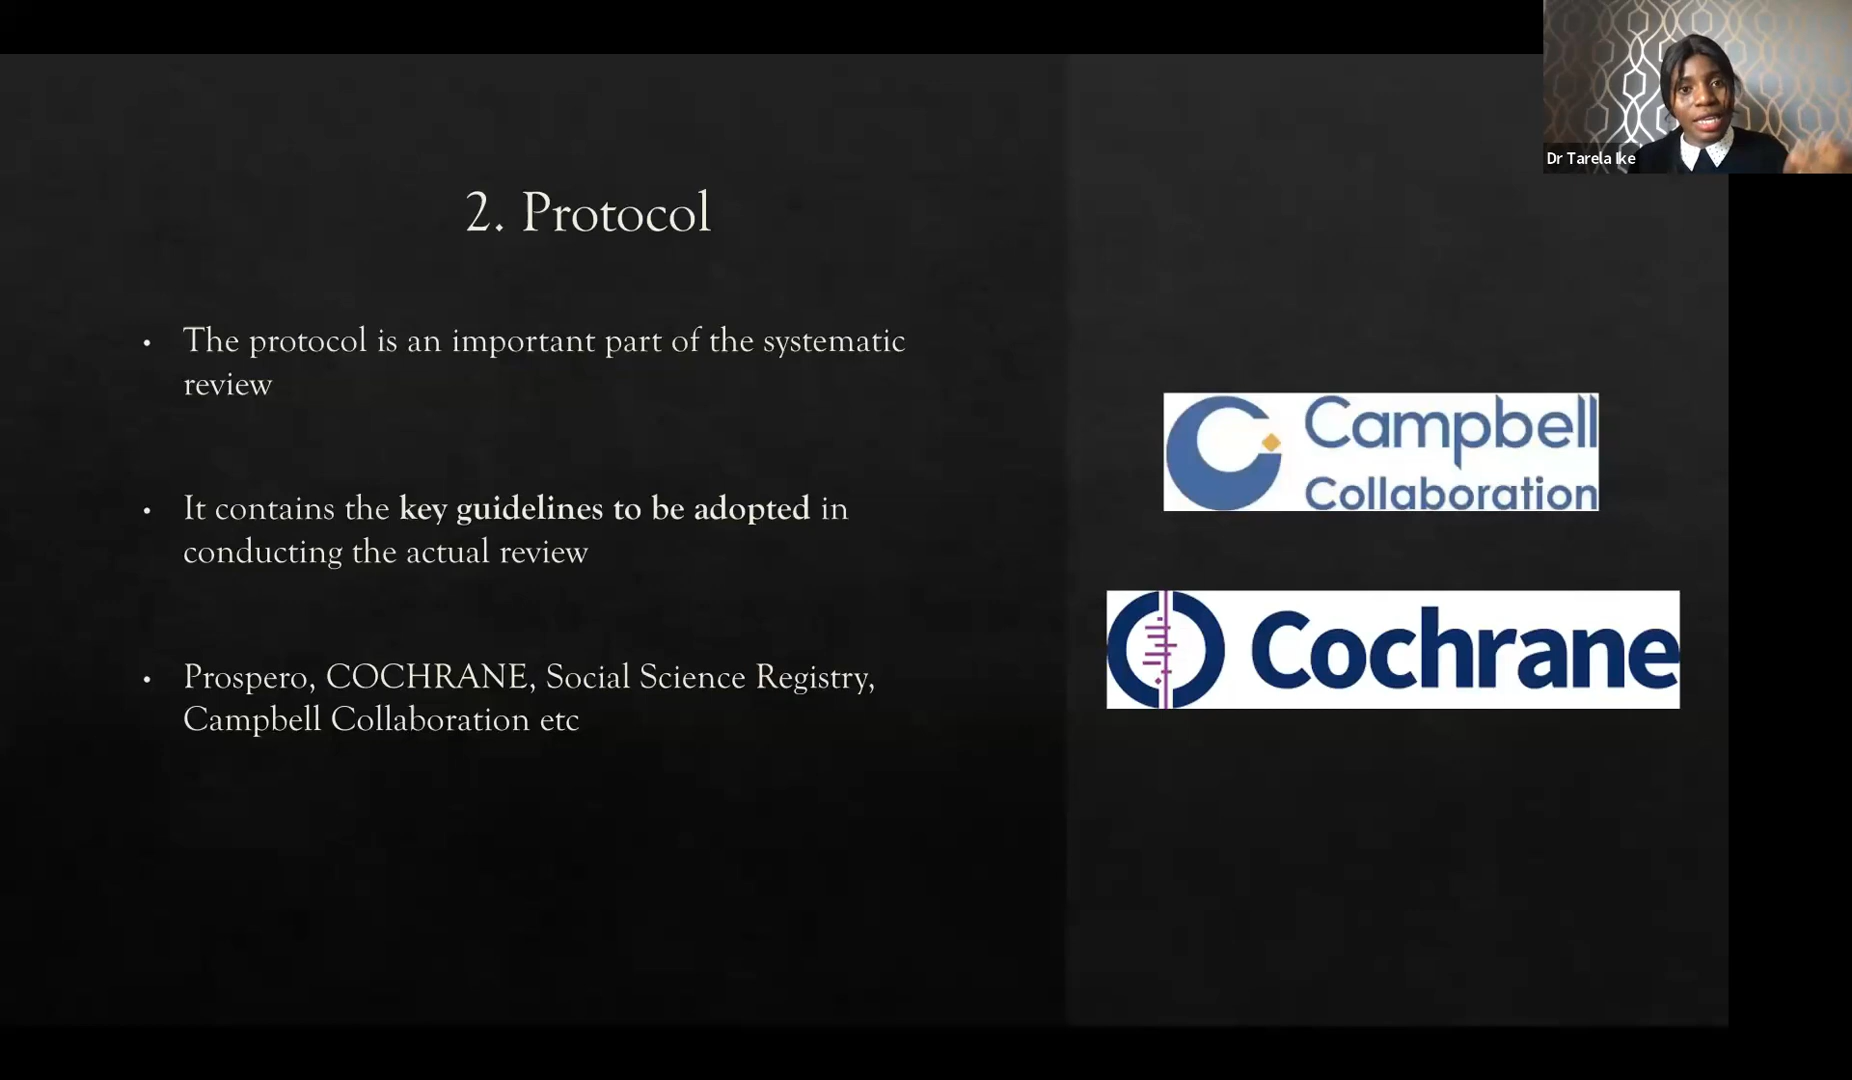 Dr Tarela Ike
2. Protocol
• The protocol is an important part of the systematic
review
• It contains the key guidelines to be adopted in
conducting the actual review
• Prospero, COCHRANE, Social Science Registry,
Campbell Collaboration etc
Campbell
Collaboration
Cochrane